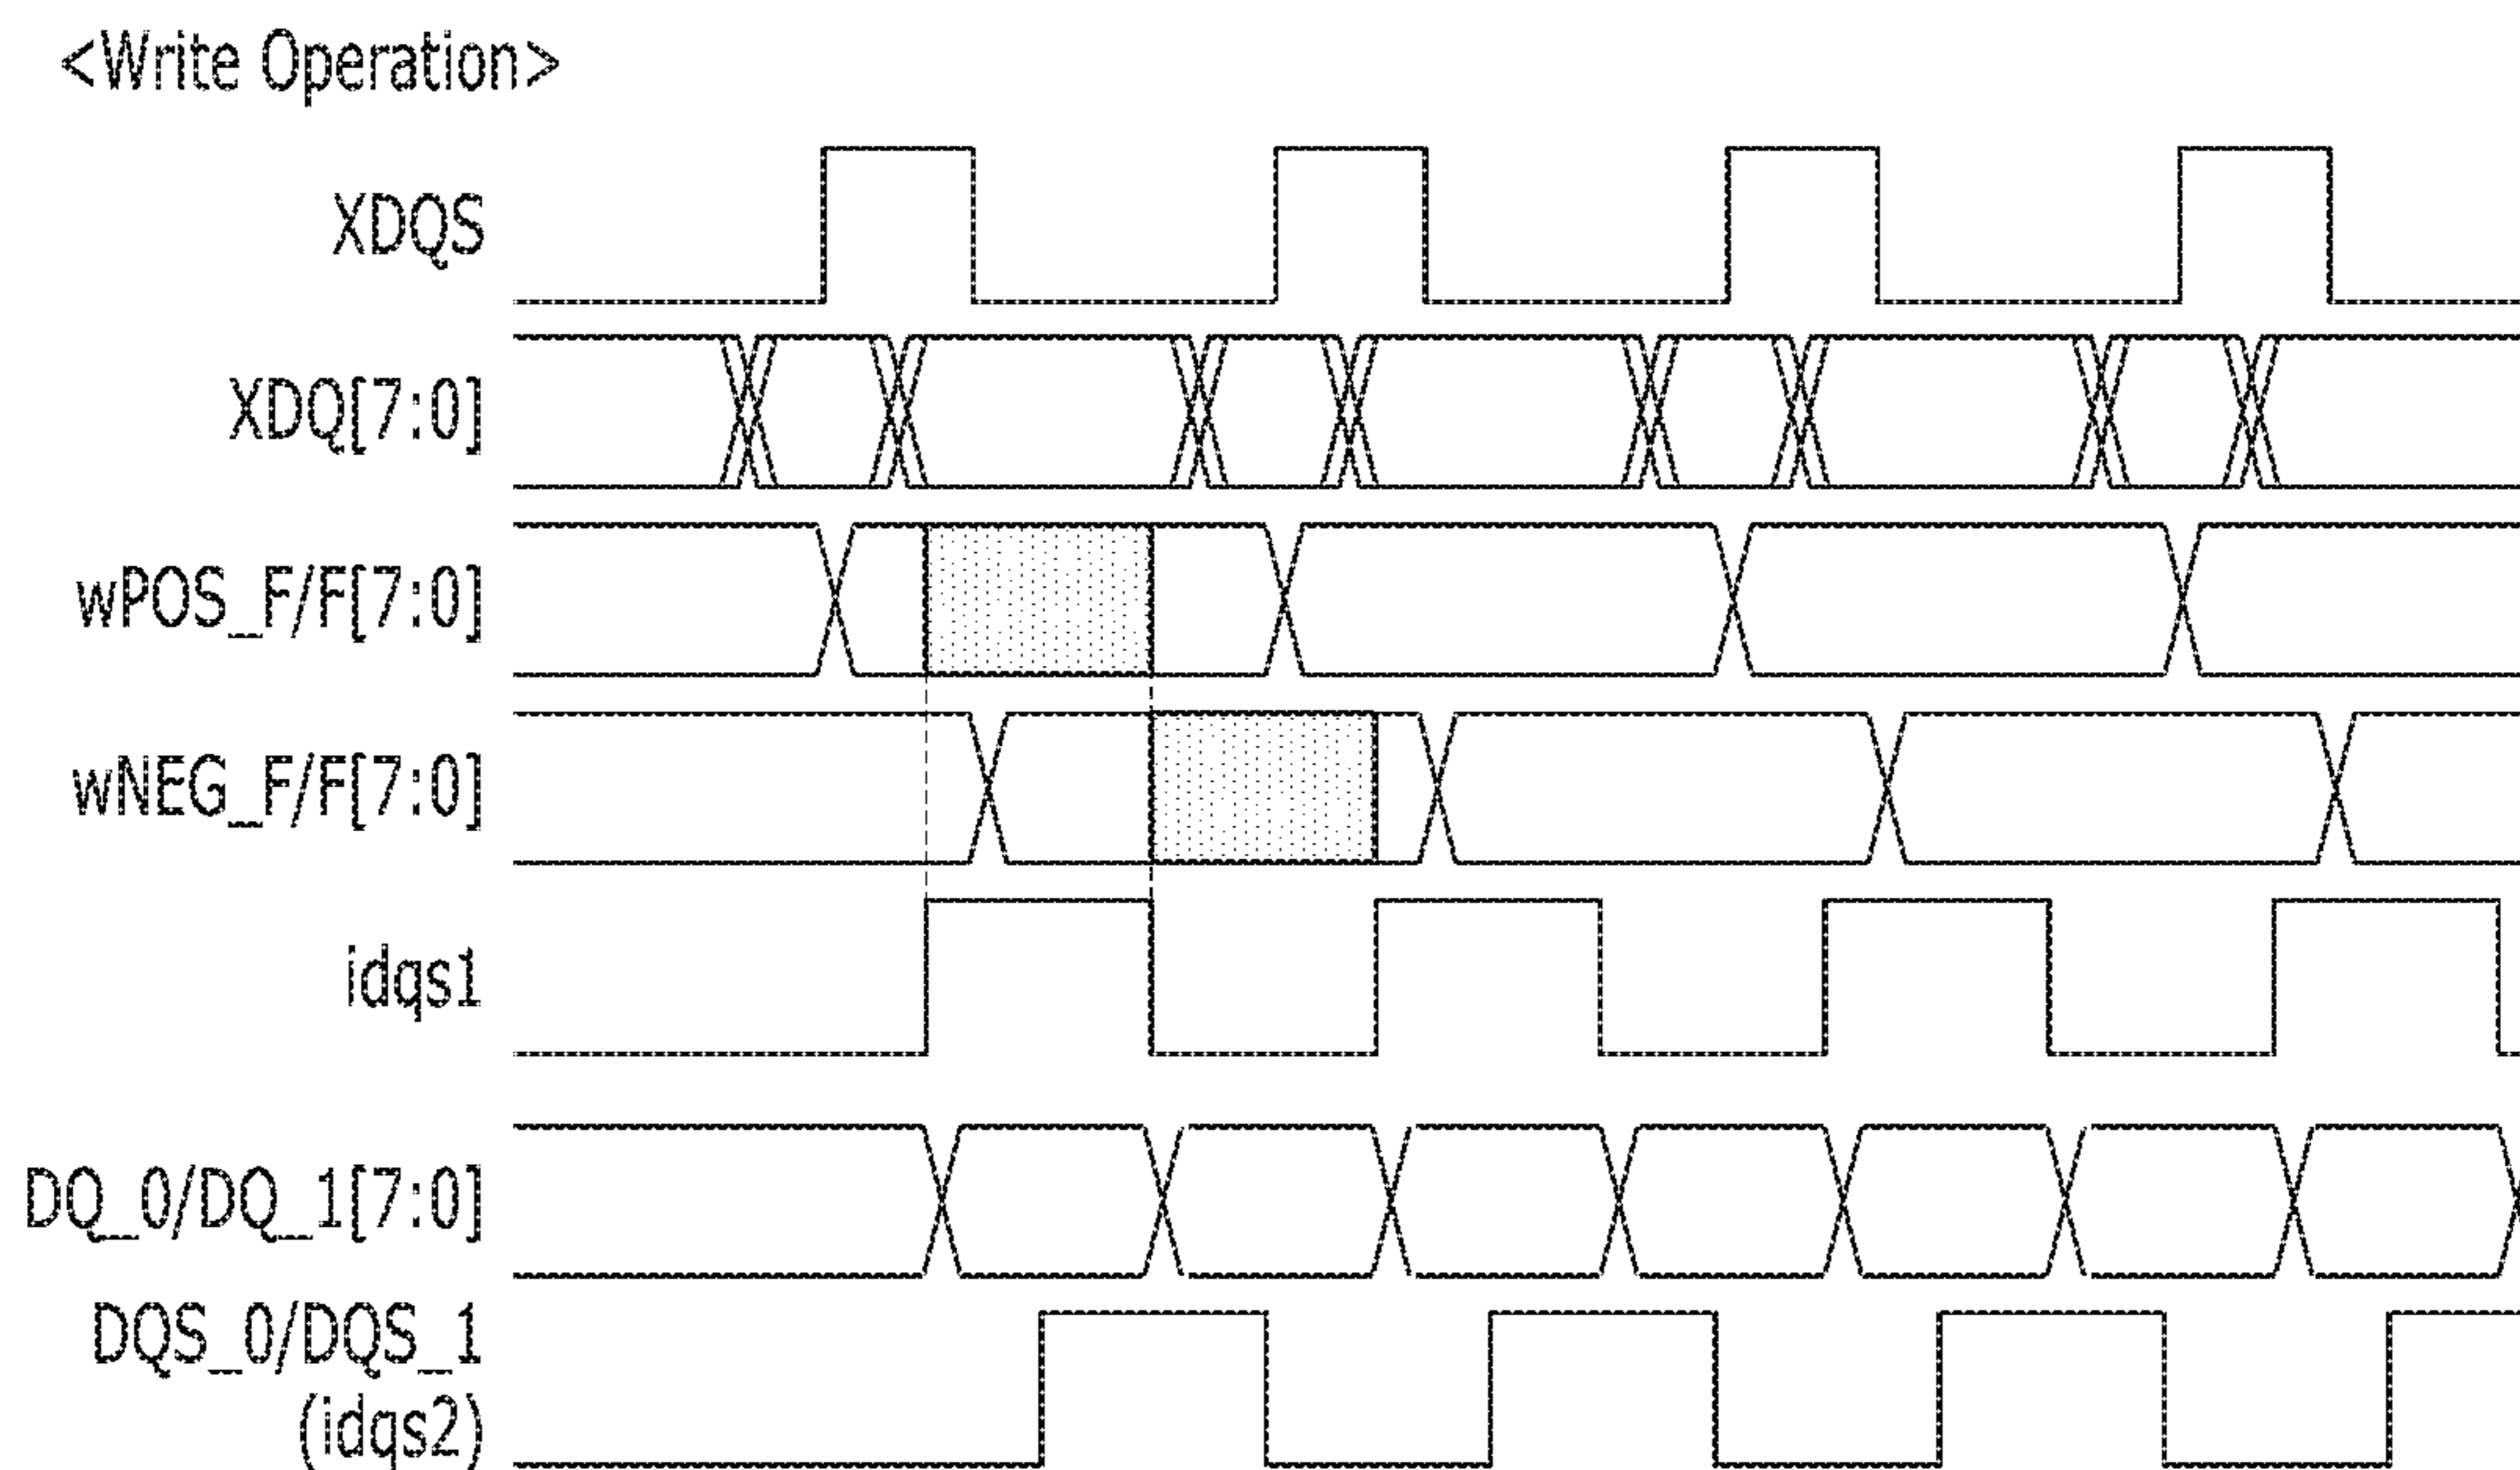 <Write Operation>
XDQS
XDQ[7:0]
wPOS_F/F[7:0]
wNEG_F/F[7:0]
idqs1
DQ_0/DQ_1[7:0]
DQS_0/DQS_1
(idqs2)